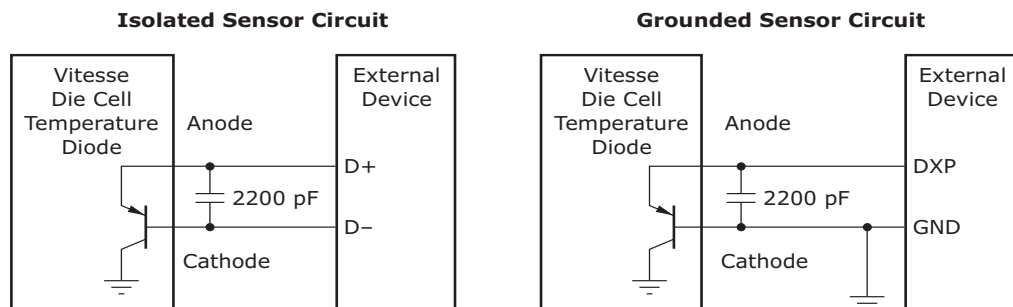 Isolated Sensor Circuit
Vitesse
Die Cell
Temperature
Diode
Anode
External
Device
D+
2200 pF
D–
Cathode
Grounded Sensor Circuit
Vitesse
Die Cell
Temperature
Diode
Anode
External
Device
DXP
2200 pF
GND
Cathode